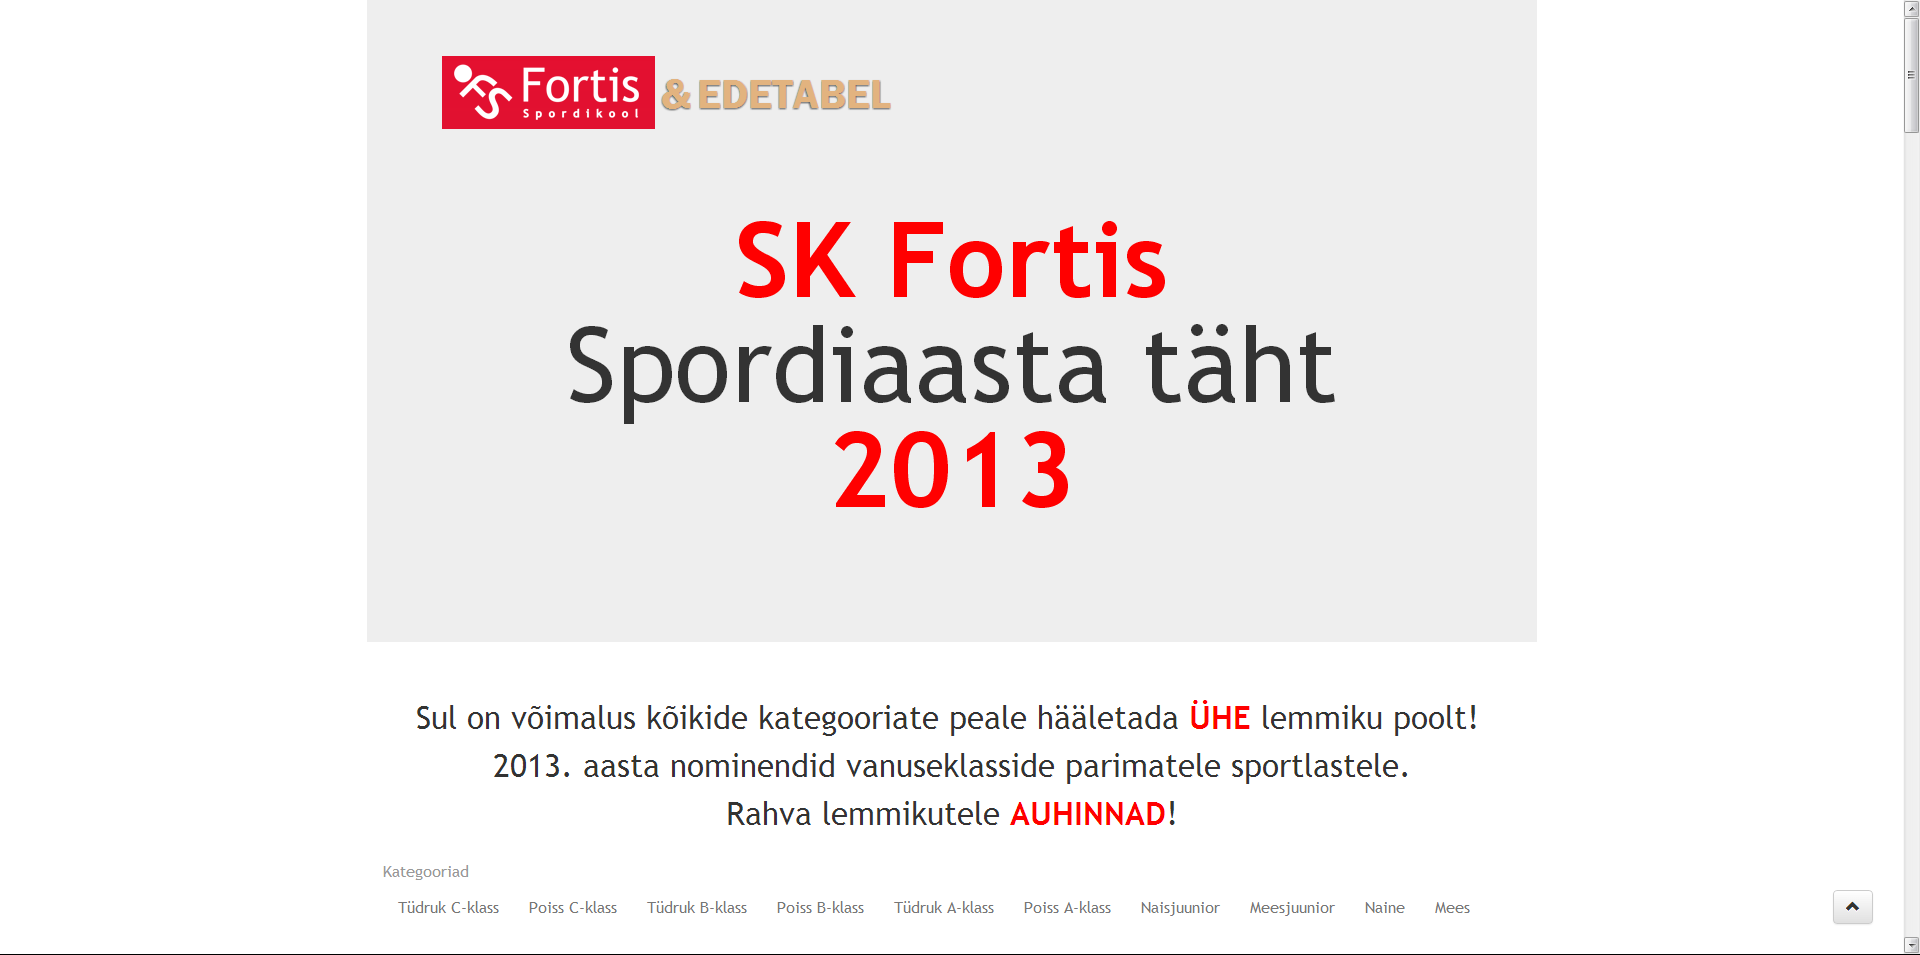 Fortis
Spordikool
& EDETABEL
SK Fortis
Spordiaasta täht
2013
Sul on võimalus kõikide kategooriate peale hääletada ÜHE lemmiku poolt!
2013. aasta nominendid vanuseklasside parimatele sportlastele.
Rahva lemmikutele AUHINNAD!
Kategooriad
Tüdruk C-klass Poiss C-klass Tüdruk B-klass Poiss B-klass Tüdruk A-klass Poiss A-klass Naisjuunior Meesjuunior Naine Mees